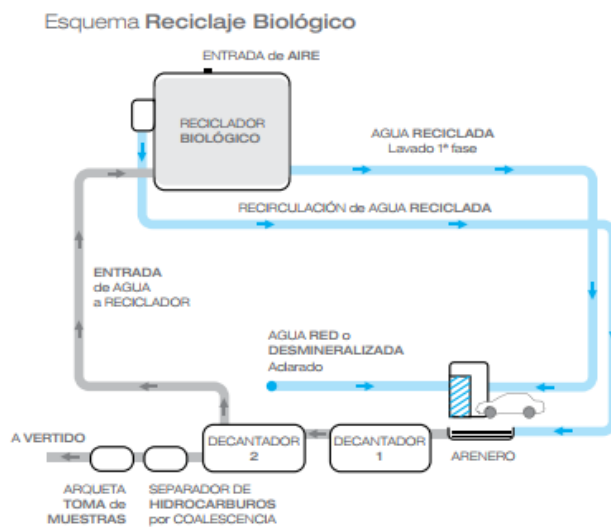 Esquema Reciclaje Biológico
ENTRADA de AIRE
RECICLADOR
BIOLÓGICO
AGUA RECICLADA
Lavado 1ª fase
RECIRCULACIÓN de AGUA RECICLADA
ENTRADA
de AGUA
a RECICLADOR
AGUA RED o
DESMINERALIZADA
Aclarado
A VERTIDO
DECANTADOR
2
DECANTADOR
1
ARENERO
ARQUETA
TOMA de
MUESTRAS
SEPARADOR DE
HIDROCARBUROS
por COALESCENCIA